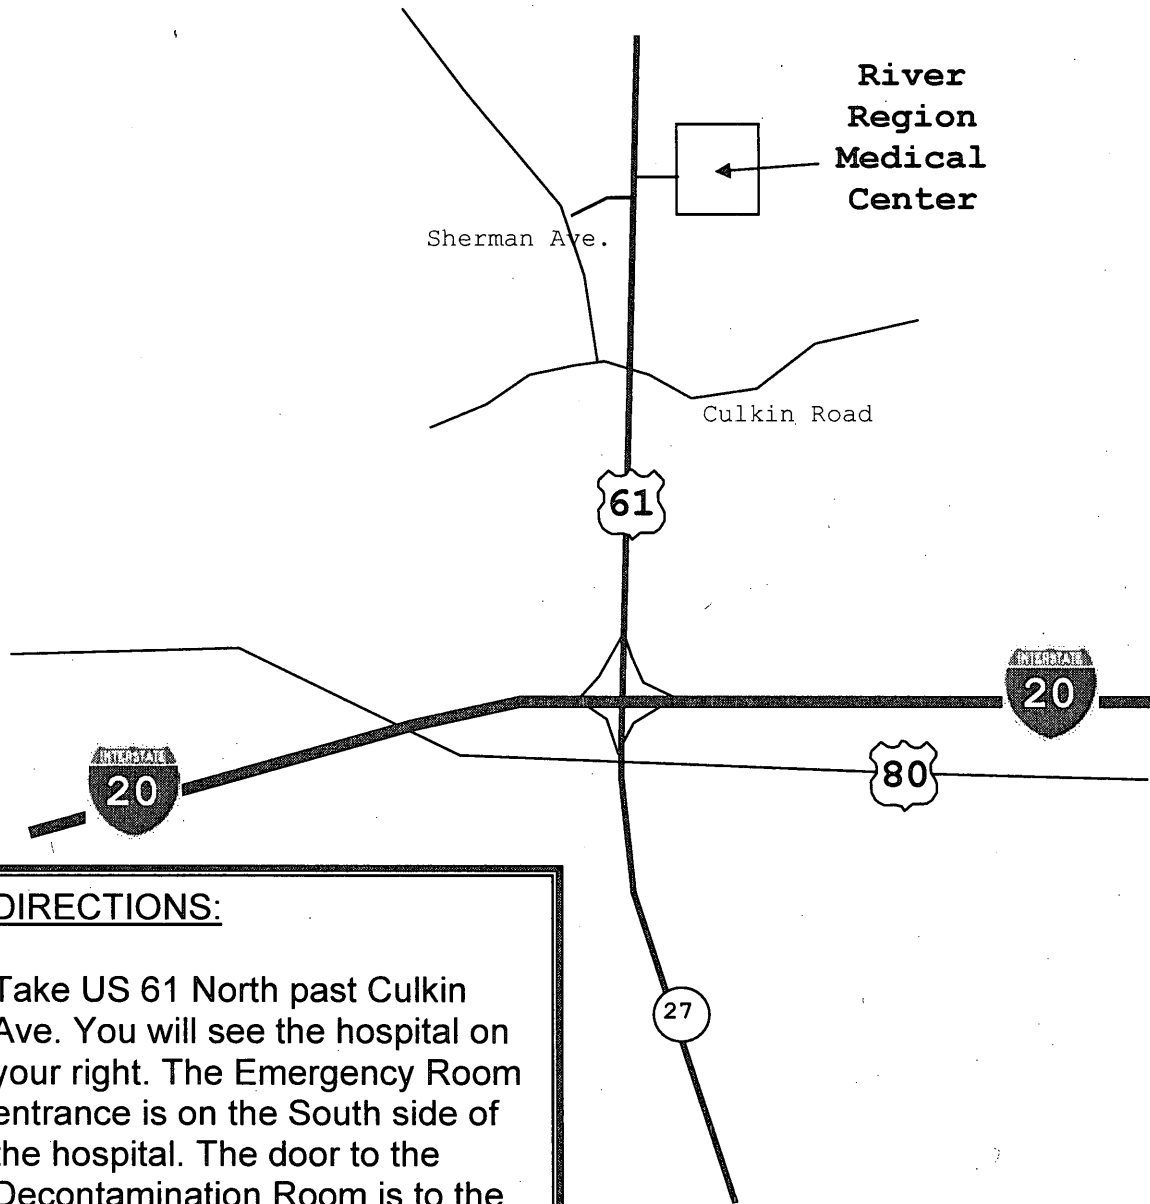 River
Region
Medical
Center
Sherman Ave.
Culkin Road
61
INTERSTATE
20
INTERSTATE
20
80
DIRECTIONS:
Take US 61 North past Culkin
Ave. You will see the hospital on
your right. The Emergency Room
entrance is on the South side of
the hospital. The door to the
Decontamination Room is to the
27